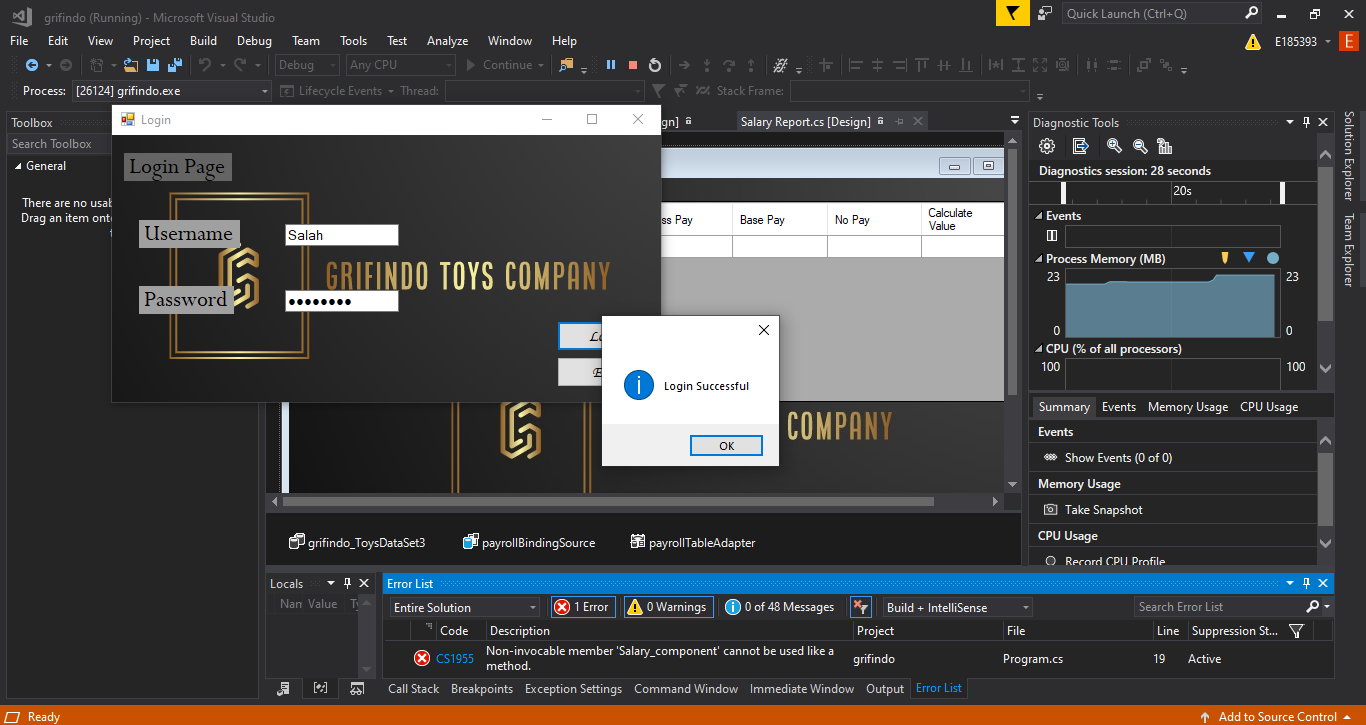 grifindo (Running) - Microsoft Visual Studio
Quick Launch (Ctrl+Q)
File Edit View Project Build Debug Team Tools Test Analyze Window Help
E185393 E
Debug Any CPU Continue
Process: [26124] grifindo.exe Lifecycle Events Thread: Stack Frame:
Toolbox
Search Toolbox
General
There are no usab
Drag an item onto
Login
Login Page
Username Salah
GRIFINDO TOYS COMPANY
Password ●●●●●●●●
gn] Salary Report.cs [Design]
ss Pay Base Pay No Pay Calculate
Value
Login Successful
OK
COMPANY
grifindo_ToysDataSet3 payrollBindingSource payrollTableAdapter
Diagnostic Tools
Diagnostics session: 28 seconds
20s
Events
Process Memory (MB)
23 23
0 0
CPU (% of all processors)
100 100
Summary Events Memory Usage CPU Usage
Events
Show Events (0 of 0)
Memory Usage
Take Snapshot
CPU Usage
Record CPU Profile
Solution Explorer
Team Explorer
Locals
Nam Value Ty
Error List
Entire Solution 1 Error 0 Warnings 0 of 48 Messages Build + IntelliSense Search Error List
Code Description Project File Line Suppression St...
CS1955 Non-invocable member 'Salary_component' cannot be used like a
method. grifindo Program.cs 19 Active
Call Stack Breakpoints Exception Settings Command Window Immediate Window Output Error List
Ready Add to Source Control